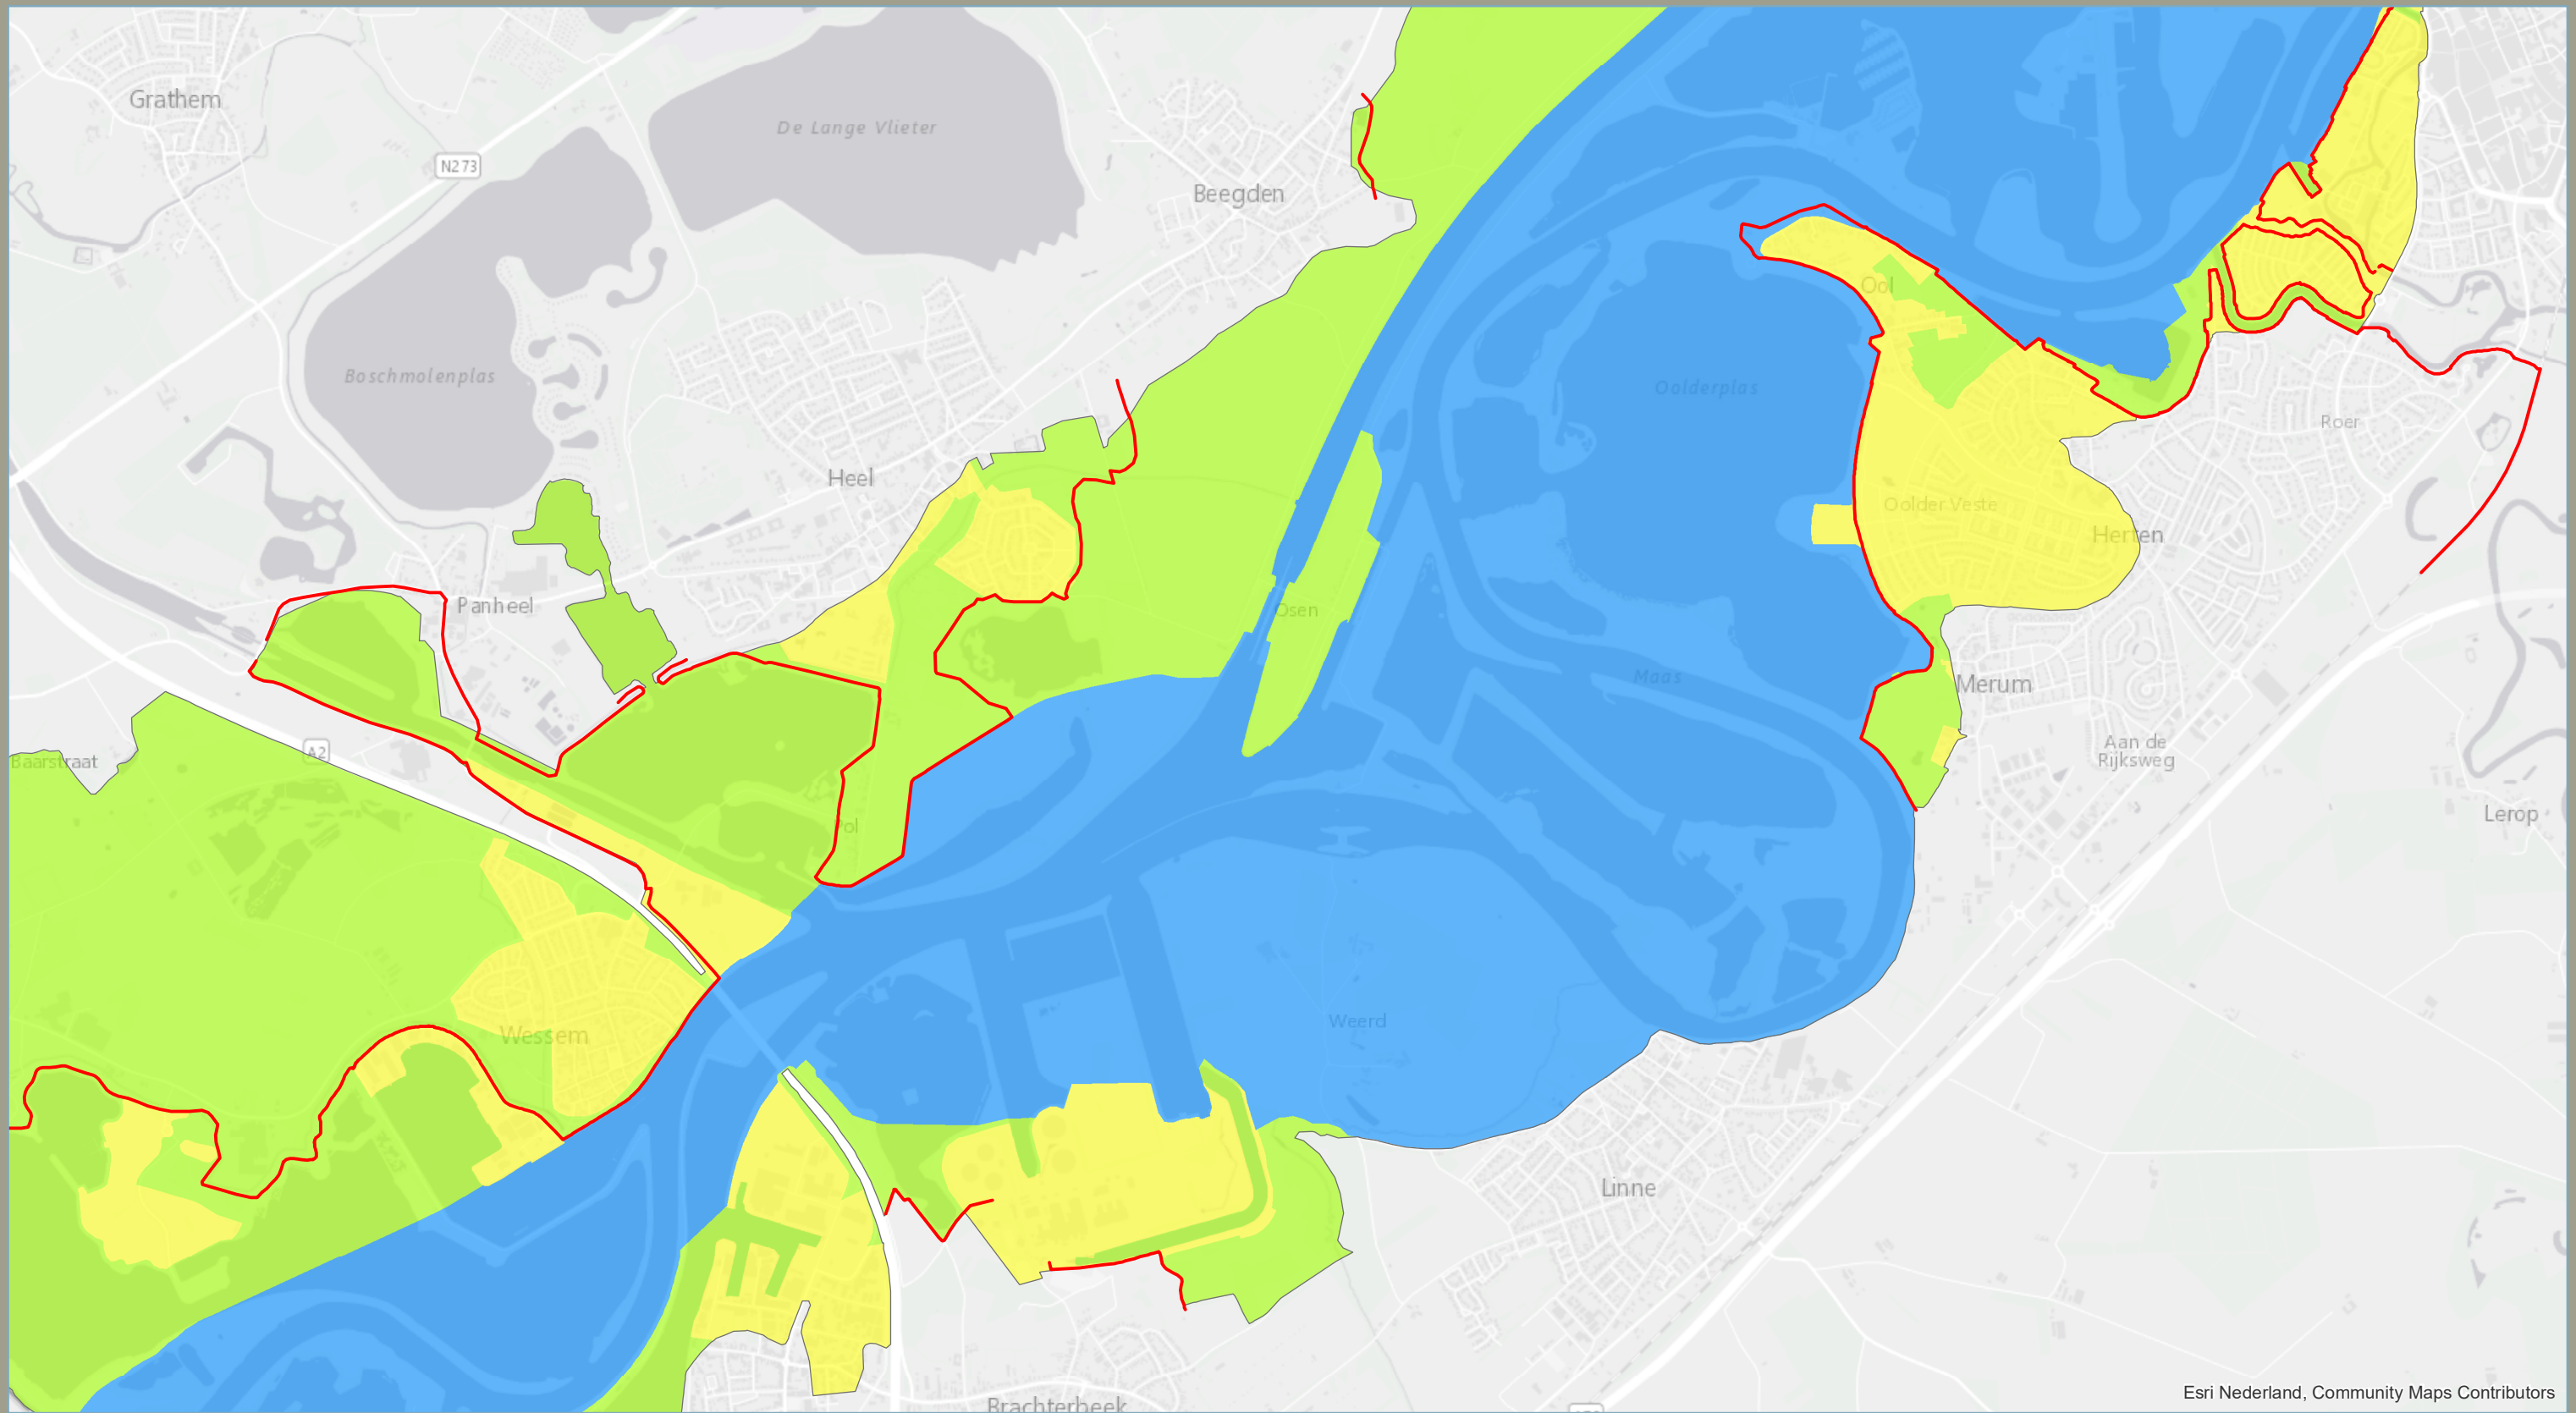 Grathem
De Lange Vlieter
N273
Beegden
Ool
Boschmolenplas
Oolderplas
Roer
Heel
Oolder Veste
Herten
Panheel
Osen
Maas
Merum
Aan de
Rijksweg
A2
Baarstraat
Lerop
Pol
Weerd
Wessem
Linne
Esri Nederland, Community Maps Contributors
Brachterbeek